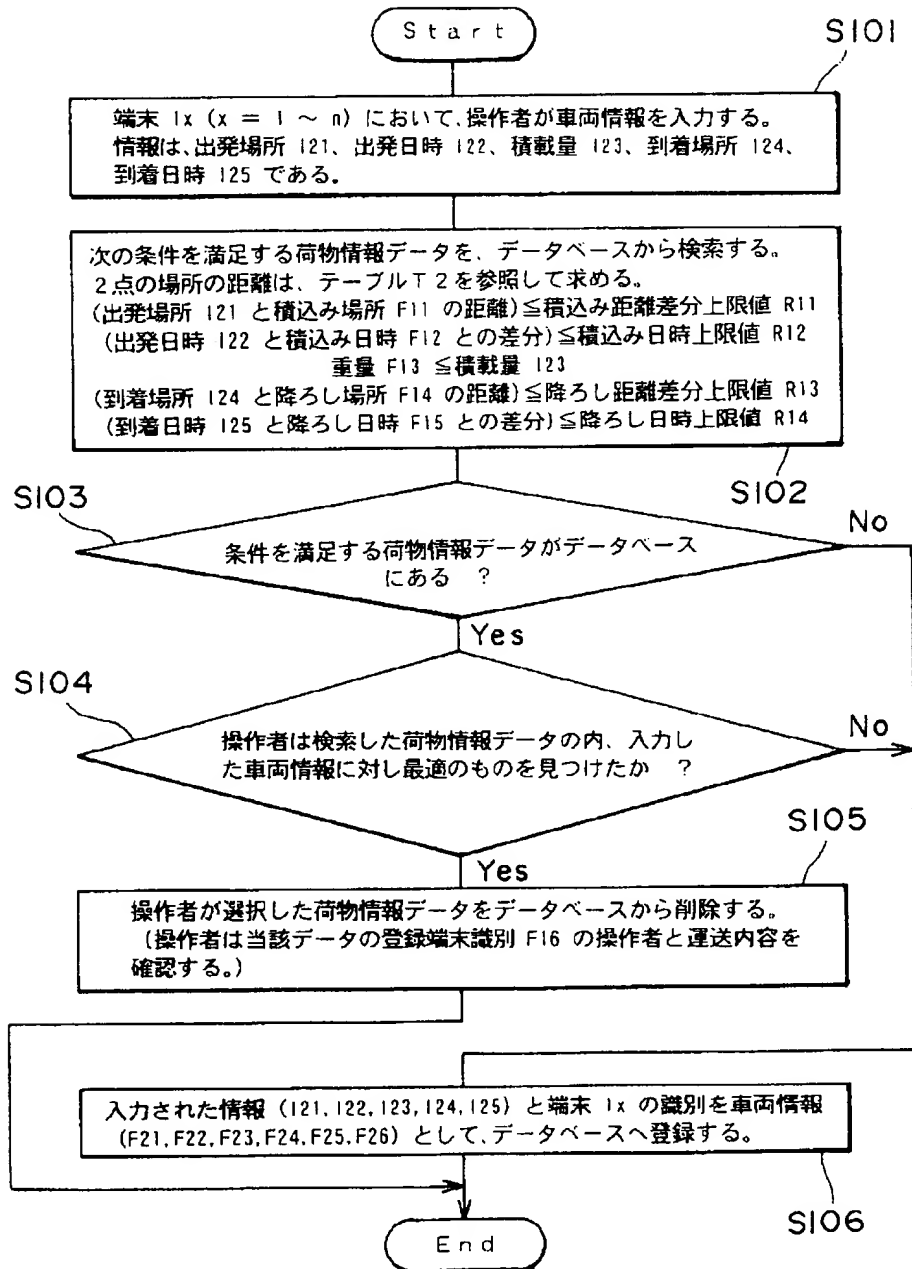 Start
S101
端末 1x (x = 1 ～ n) において、操作者が車両情報を入力する。
情報は、出発場所 I21、出発日時 I22、積載量 I23、到着場所 I24、
到着日時 I25 である。
次の条件を満足する荷物情報データを、データベースから検索する。
2点の場所の距離は、テーブルT2を参照して求める。
(出発場所 I21 と積込み場所 F11 の距離)≦積込み距離差分上限値 R11
(出発日時 I22 と積込み日時 F12 との差分)≦積込み日時上限値 R12
重量 F13 ≦積載量 I23
(到着場所 I24 と降ろし場所 F14 の距離)≦降ろし距離差分上限値 R13
(到着日時 I25 と降ろし日時 F15 との差分)≦降ろし日時上限値 R14
S102
S103
No
条件を満足する荷物情報データがデータベース
にある ?
Yes
S104
No
操作者は検索した荷物情報データの内、入力し
た車両情報に対し最適のものを見つけたか ?
S105
Yes
操作者が選択した荷物情報データをデータベースから削除する。
(操作者は当該データの登録端末識別 F16 の操作者と運送内容を
確認する。)
入力された情報 (I21,I22,I23,I24,I25) と端末 1x の識別を車両情報
(F21,F22,F23,F24,F25,F26) として、データベースへ登録する。
S106
End